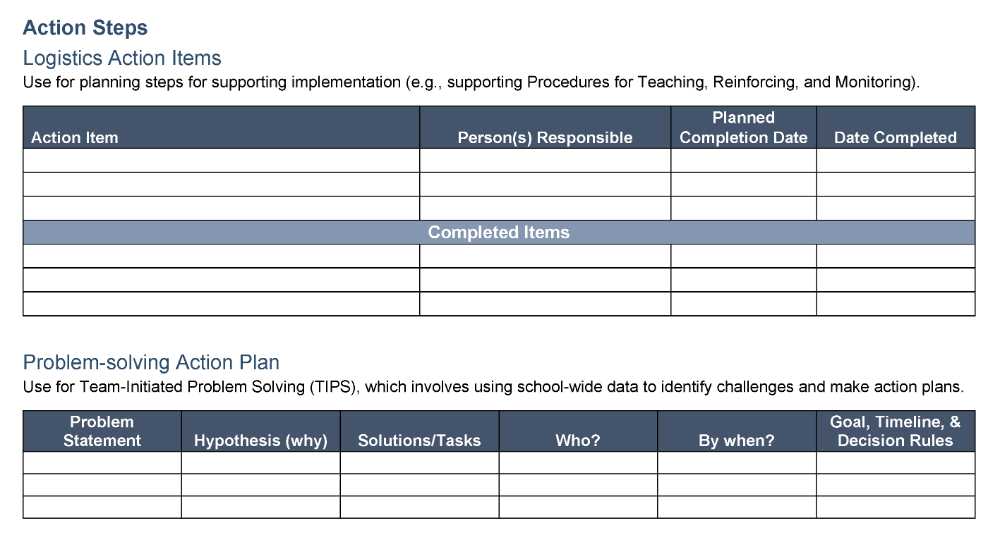 Action Steps
Logistics Action Items
Use for planning steps for supporting implementation (e.g., supporting Procedures for Teaching, Reinforcing, and Monitoring).
Action Item
Person(s) Responsible
Planned
Completion Date
Date Completed
Completed Items
Problem-solving Action Plan
Use for Team-Initiated Problem Solving (TIPS), which involves using school-wide data to identify challenges and make action plans.
Problem
Statement
Hypothesis (why)
Solutions/Tasks
Who?
By when?
Goal, Timeline, &
Decision Rules